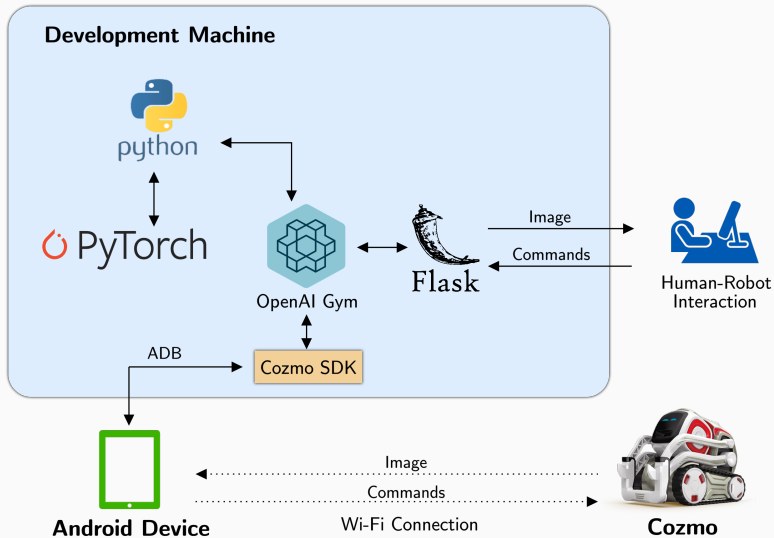 Development Machine
python
PyTorch
OpenAI Gym
Flask
Image
Commands
Human-Robot
Interaction
ADB
Cozmo SDK
Image
Commands
Android Device
Wi-Fi Connection
Cozmo